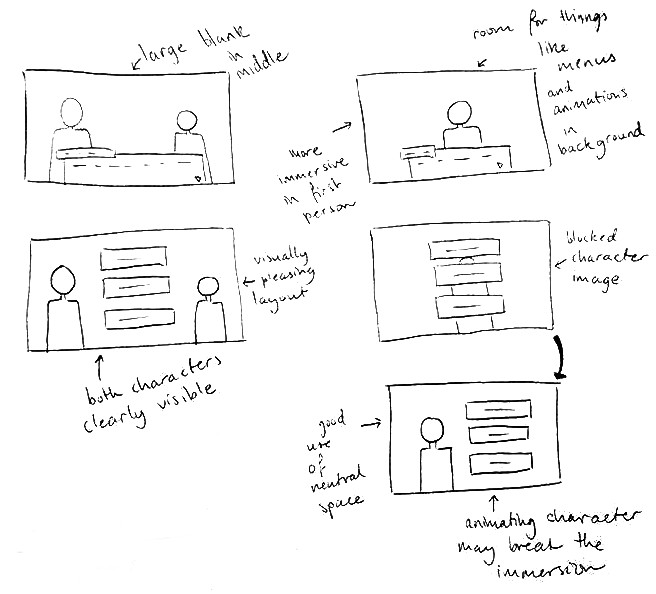 large blank
in
middle
room for things
like
menus
and
animations
in
background
more
immersive
in first
person
visually
pleasing
layout
both characters
clearly visible
blocked
character
image
good
use
of
neutral
space
animating character
may break the
immersion